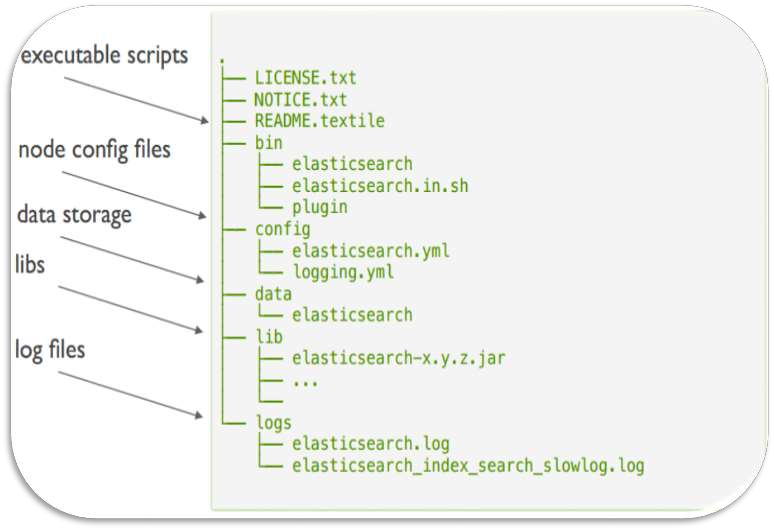 executable scripts
node config files
data storage
libs
log files
.
├── LICENSE.txt
├── NOTICE.txt
├── README.textile
├── bin
│   ├── elasticsearch
│   ├── elasticsearch.in.sh
│   └── plugin
├── config
│   ├── elasticsearch.yml
│   └── logging.yml
├── data
│   └── elasticsearch
├── lib
│   ├── elasticsearch-x.y.z.jar
│   ├── ...
│   └──
└── logs
    ├── elasticsearch.log
    └── elasticsearch_index_search_slowlog.log